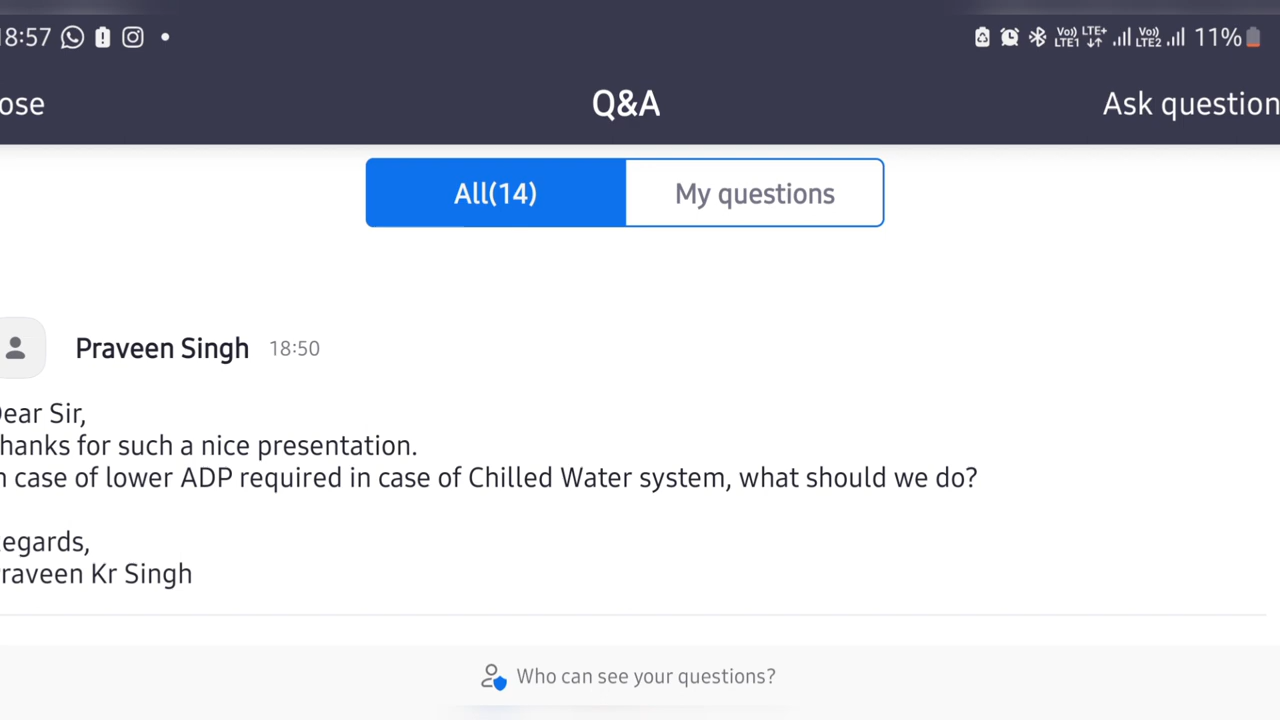 8:57
Vo)) LTE1 LTE+ Vo)) LTE2 11%
ose
Q&A
Ask question
All(14)
My questions
Praveen Singh 18:50
ear Sir,
hanks for such a nice presentation.
n case of lower ADP required in case of Chilled Water system, what should we do?
egards,
raveen Kr Singh
Who can see your questions?